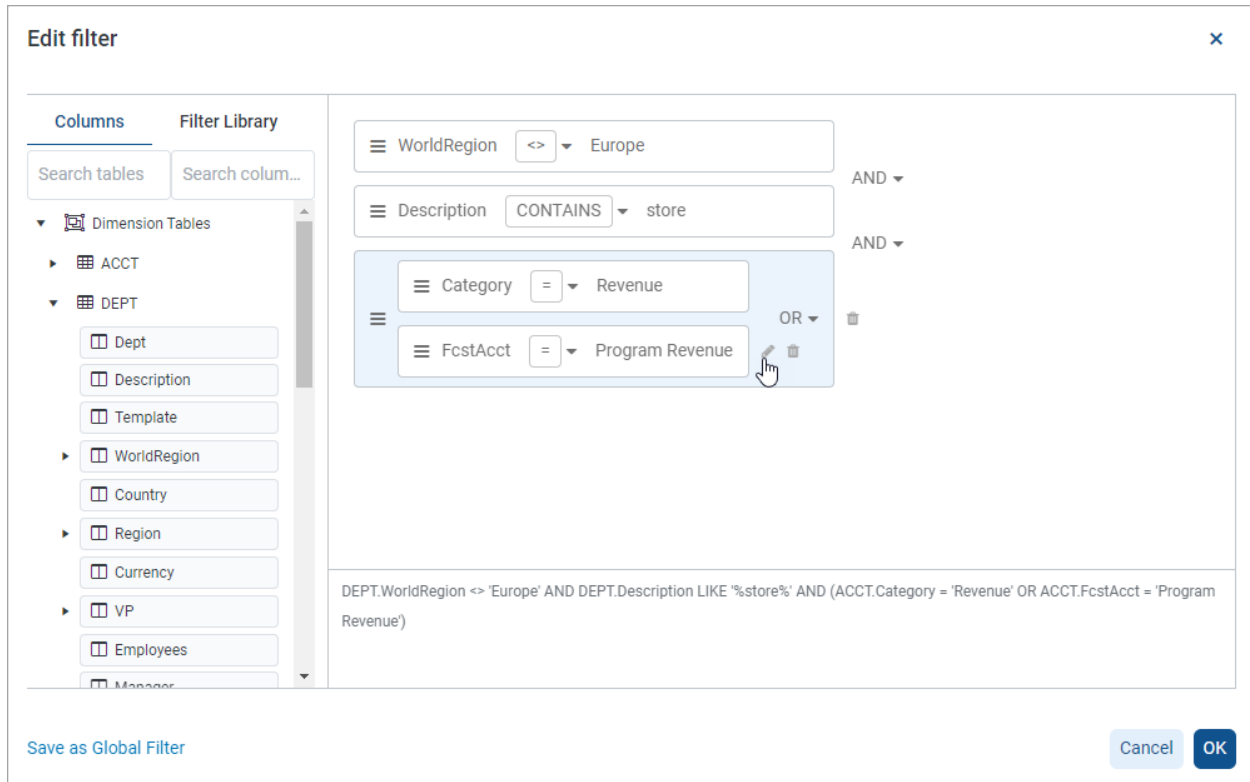 Edit filter
×
Columns Filter Library
Search tables Search colum...
Dimension Tables
ACCT
DEPT
Dept
Description
Template
WorldRegion
Country
Region
Currency
VP
Employees
Manager
WorldRegion <> Europe
AND
Description CONTAINS store
AND
Category = Revenue
OR
FcstAcct = Program Revenue
DEPT.WorldRegion <> 'Europe' AND DEPT.Description LIKE '%store%' AND (ACCT.Category = 'Revenue' OR ACCT.FcstAcct = 'Program
Revenue')
Save as Global Filter
Cancel OK